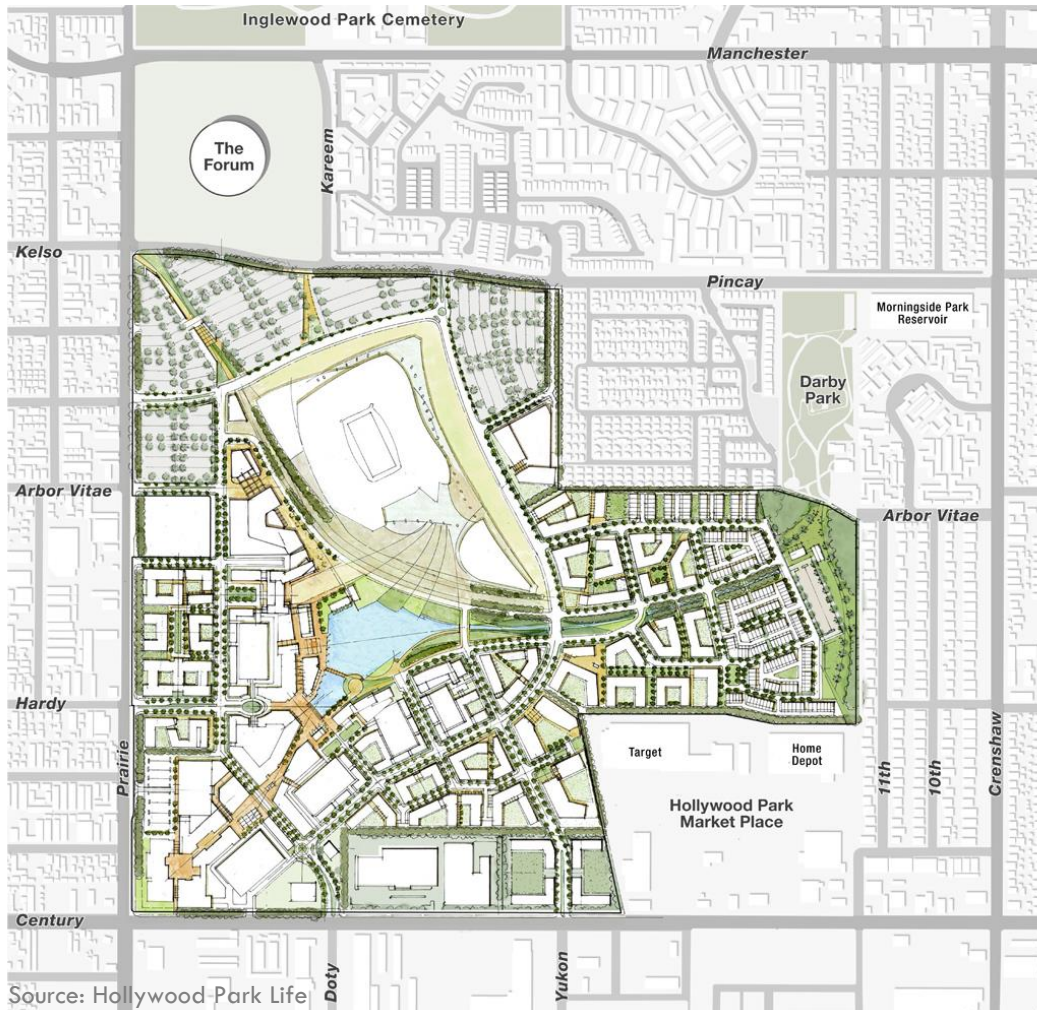 Inglewood Park Cemetery
Manchester
The
Forum
Kareem
Kelso
Pincay
Morningside Park
Reservoir
Darby
Park
Arbor Vitae
Arbor Vitae
Hardy
Prairie
Target
Home
Depot
11th
10th
Crenshaw
Hollywood Park
Market Place
Century
Doty
Yukon
Source: Hollywood Park Life